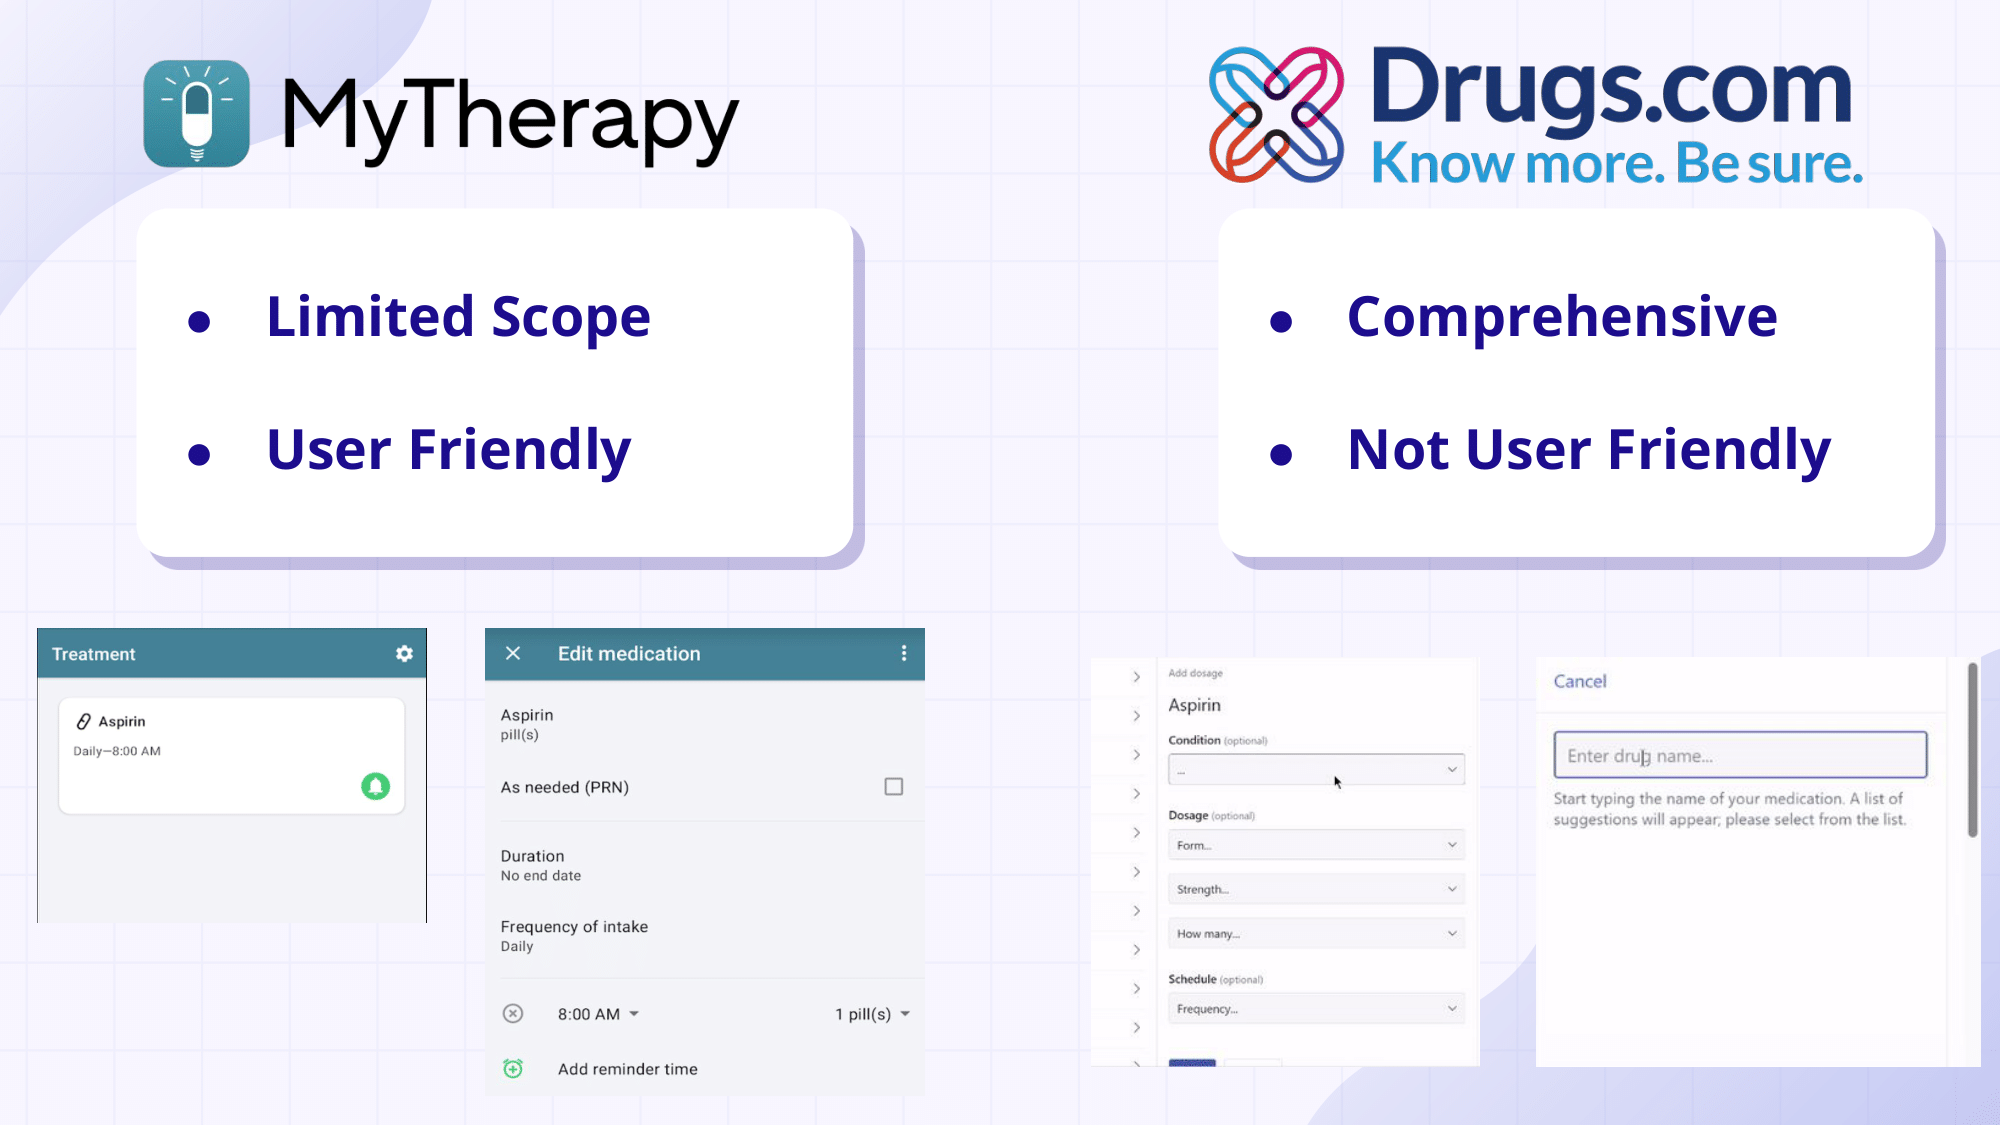 MyTherapy
Drugs.com
Know more. Be sure.
● Limited Scope
● User Friendly
● Comprehensive
● Not User Friendly
Treatment
Aspirin
Daily—8:00 AM
Edit medication
Aspirin
pill(s)
As needed (PRN)
Duration
No end date
Frequency of intake
Daily
8:00 AM
1 pill(s)
Add reminder time
Add dosage
Aspirin
Condition (optional)
...
Dosage (optional)
Form...
Strength...
How many...
Schedule (optional)
Frequency...
Cancel
Enter drug name...
Start typing the name of your medication. A list of
suggestions will appear; please select from the list.